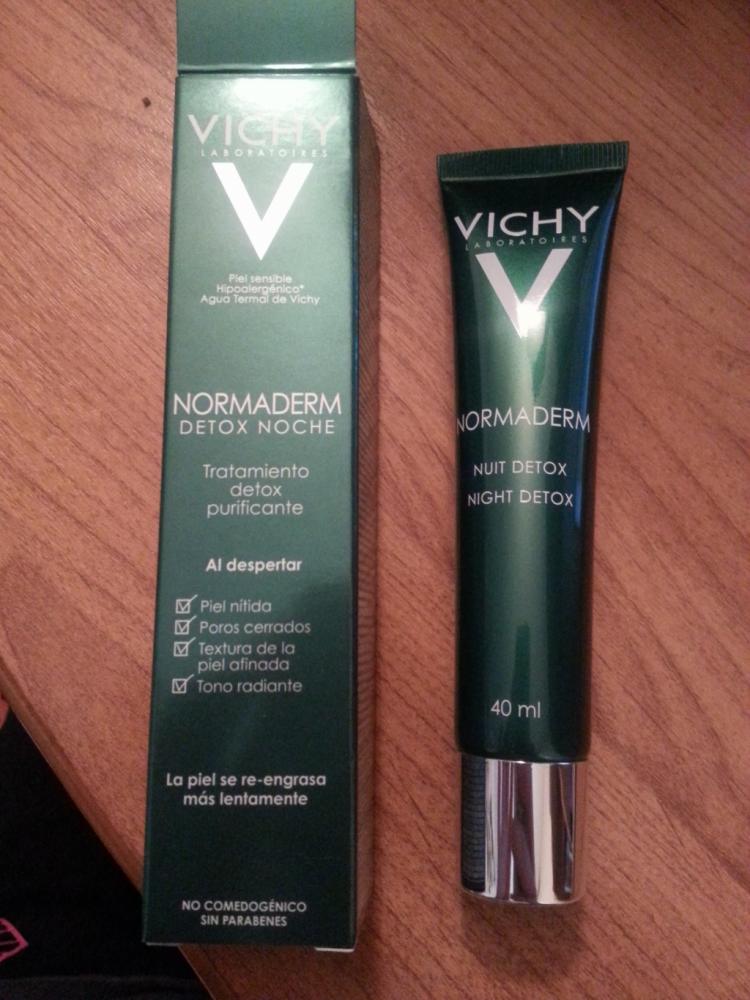 VICHY
LABORATOIRES
V
Piel sensible
Hipoalergénico*
Agua Termal de Vichy
NORMADERM
DETOX NOCHE
Tratamiento
detox
purificante
Al despertar
Piel nítida
Poros cerrados
Textura de la
piel afinada
Tono radiante
La piel se re-engrasa
más lentamente
NO COMEDOGÉNICO
SIN PARABENES
VICHY
LABORATOIRES
V
NORMADERM
NUIT DETOX
NIGHT DETOX
40 ml